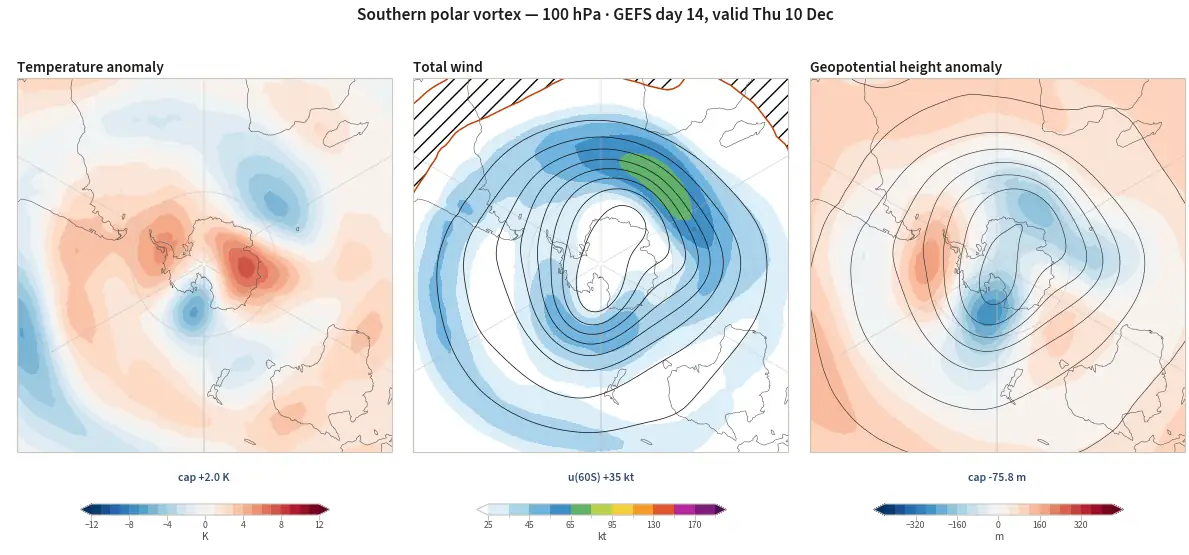 Southern polar vortex — 100 hPa · GEFS day 14, valid Thu 10 Dec
Temperature anomaly
Total wind
Geopotential height anomaly
cap +2.0 K
u(60S) +35 kt
cap -75.8 m
−12 −8 −4 0 4 8 12
K
25 45 65 95 130 170
kt
−320 −160 0 160 320
m